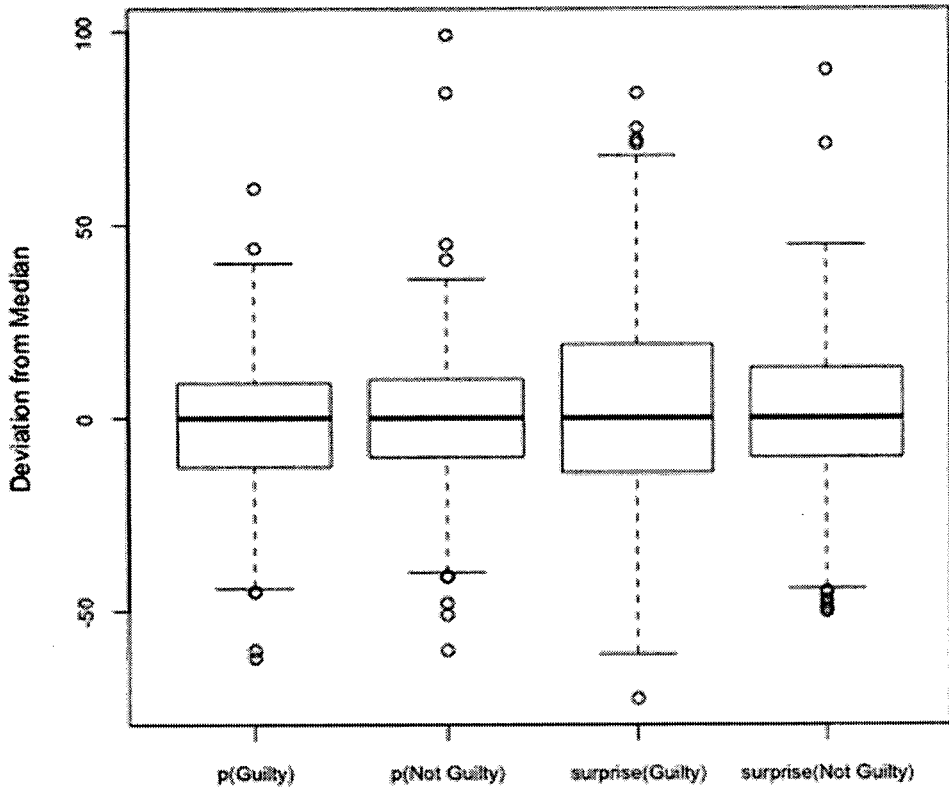 Deviation from Median
100
50
0
-50
p(Guilty)
p(Not Guilty)
surprise(Guilty)
surprise(Not Guilty)